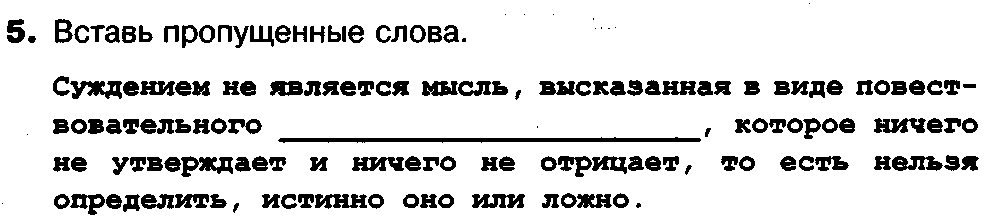 5. Вставь пропущенные слова.
Суждением не является мысль, высказанная в виде повест-
вовательного ______________________, которое ничего
не утверждает и ничего не отрицает, то есть нельзя
определить, истинно оно или ложно.